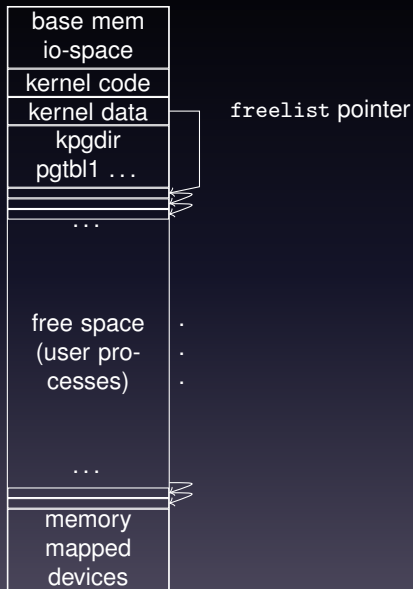 base mem
io-space
kernel code
kernel data
freelist pointer
kpgdir
pgtbl1 ...
...
free space
(user pro-
cesses)
.
.
.
...
memory
mapped
devices